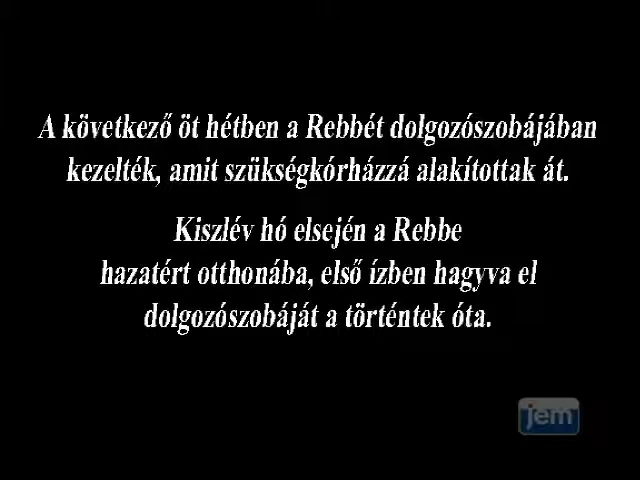 A következő öt hétben a Rebbét dolgozószobájában
kezelték, amit szükségkórházzá alakítottak át.
Kiszlév hó elsején a Rebbe
hazatért otthonába, első ízben hagyva el
dolgozószobáját a történtek óta.
jem